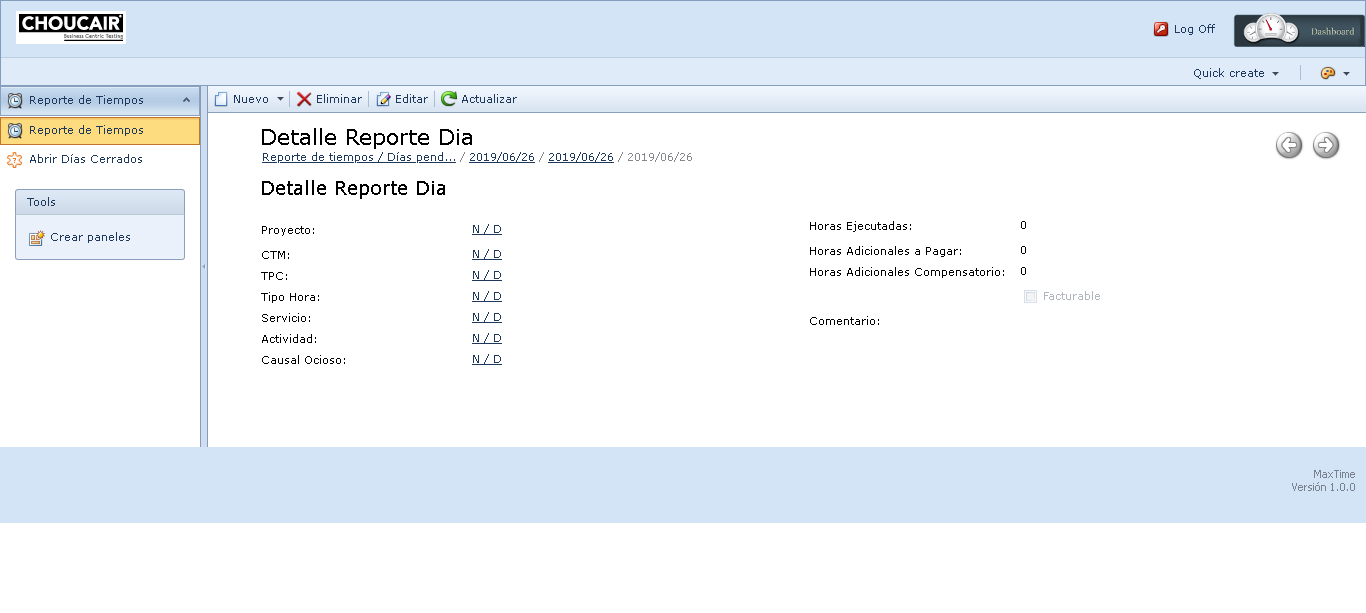 CHOUCAIR
Business Centric Testing
Log Off
Dashboard
Quick create
Reporte de Tiempos
Nuevo
Eliminar
Editar
Actualizar
Reporte de Tiempos
Abrir Días Cerrados
Tools
Crear paneles
Detalle Reporte Dia
Reporte de tiempos / Días pend... / 2019/06/26 / 2019/06/26 / 2019/06/26
Detalle Reporte Dia
Proyecto: N / D
CTM: N / D
TPC: N / D
Tipo Hora: N / D
Servicio: N / D
Actividad: N / D
Causal Ocioso: N / D
Horas Ejecutadas: 0
Horas Adicionales a Pagar: 0
Horas Adicionales Compensatorio: 0
Facturable
Comentario:
MaxTime
Versión 1.0.0